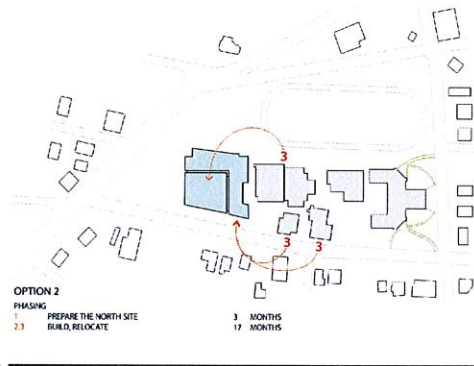 3
3
3
OPTION 2
PHASING
1 PREPARE THE NORTH SITE 3 MONTHS
2,3 BUILD, RELOCATE 17 MONTHS